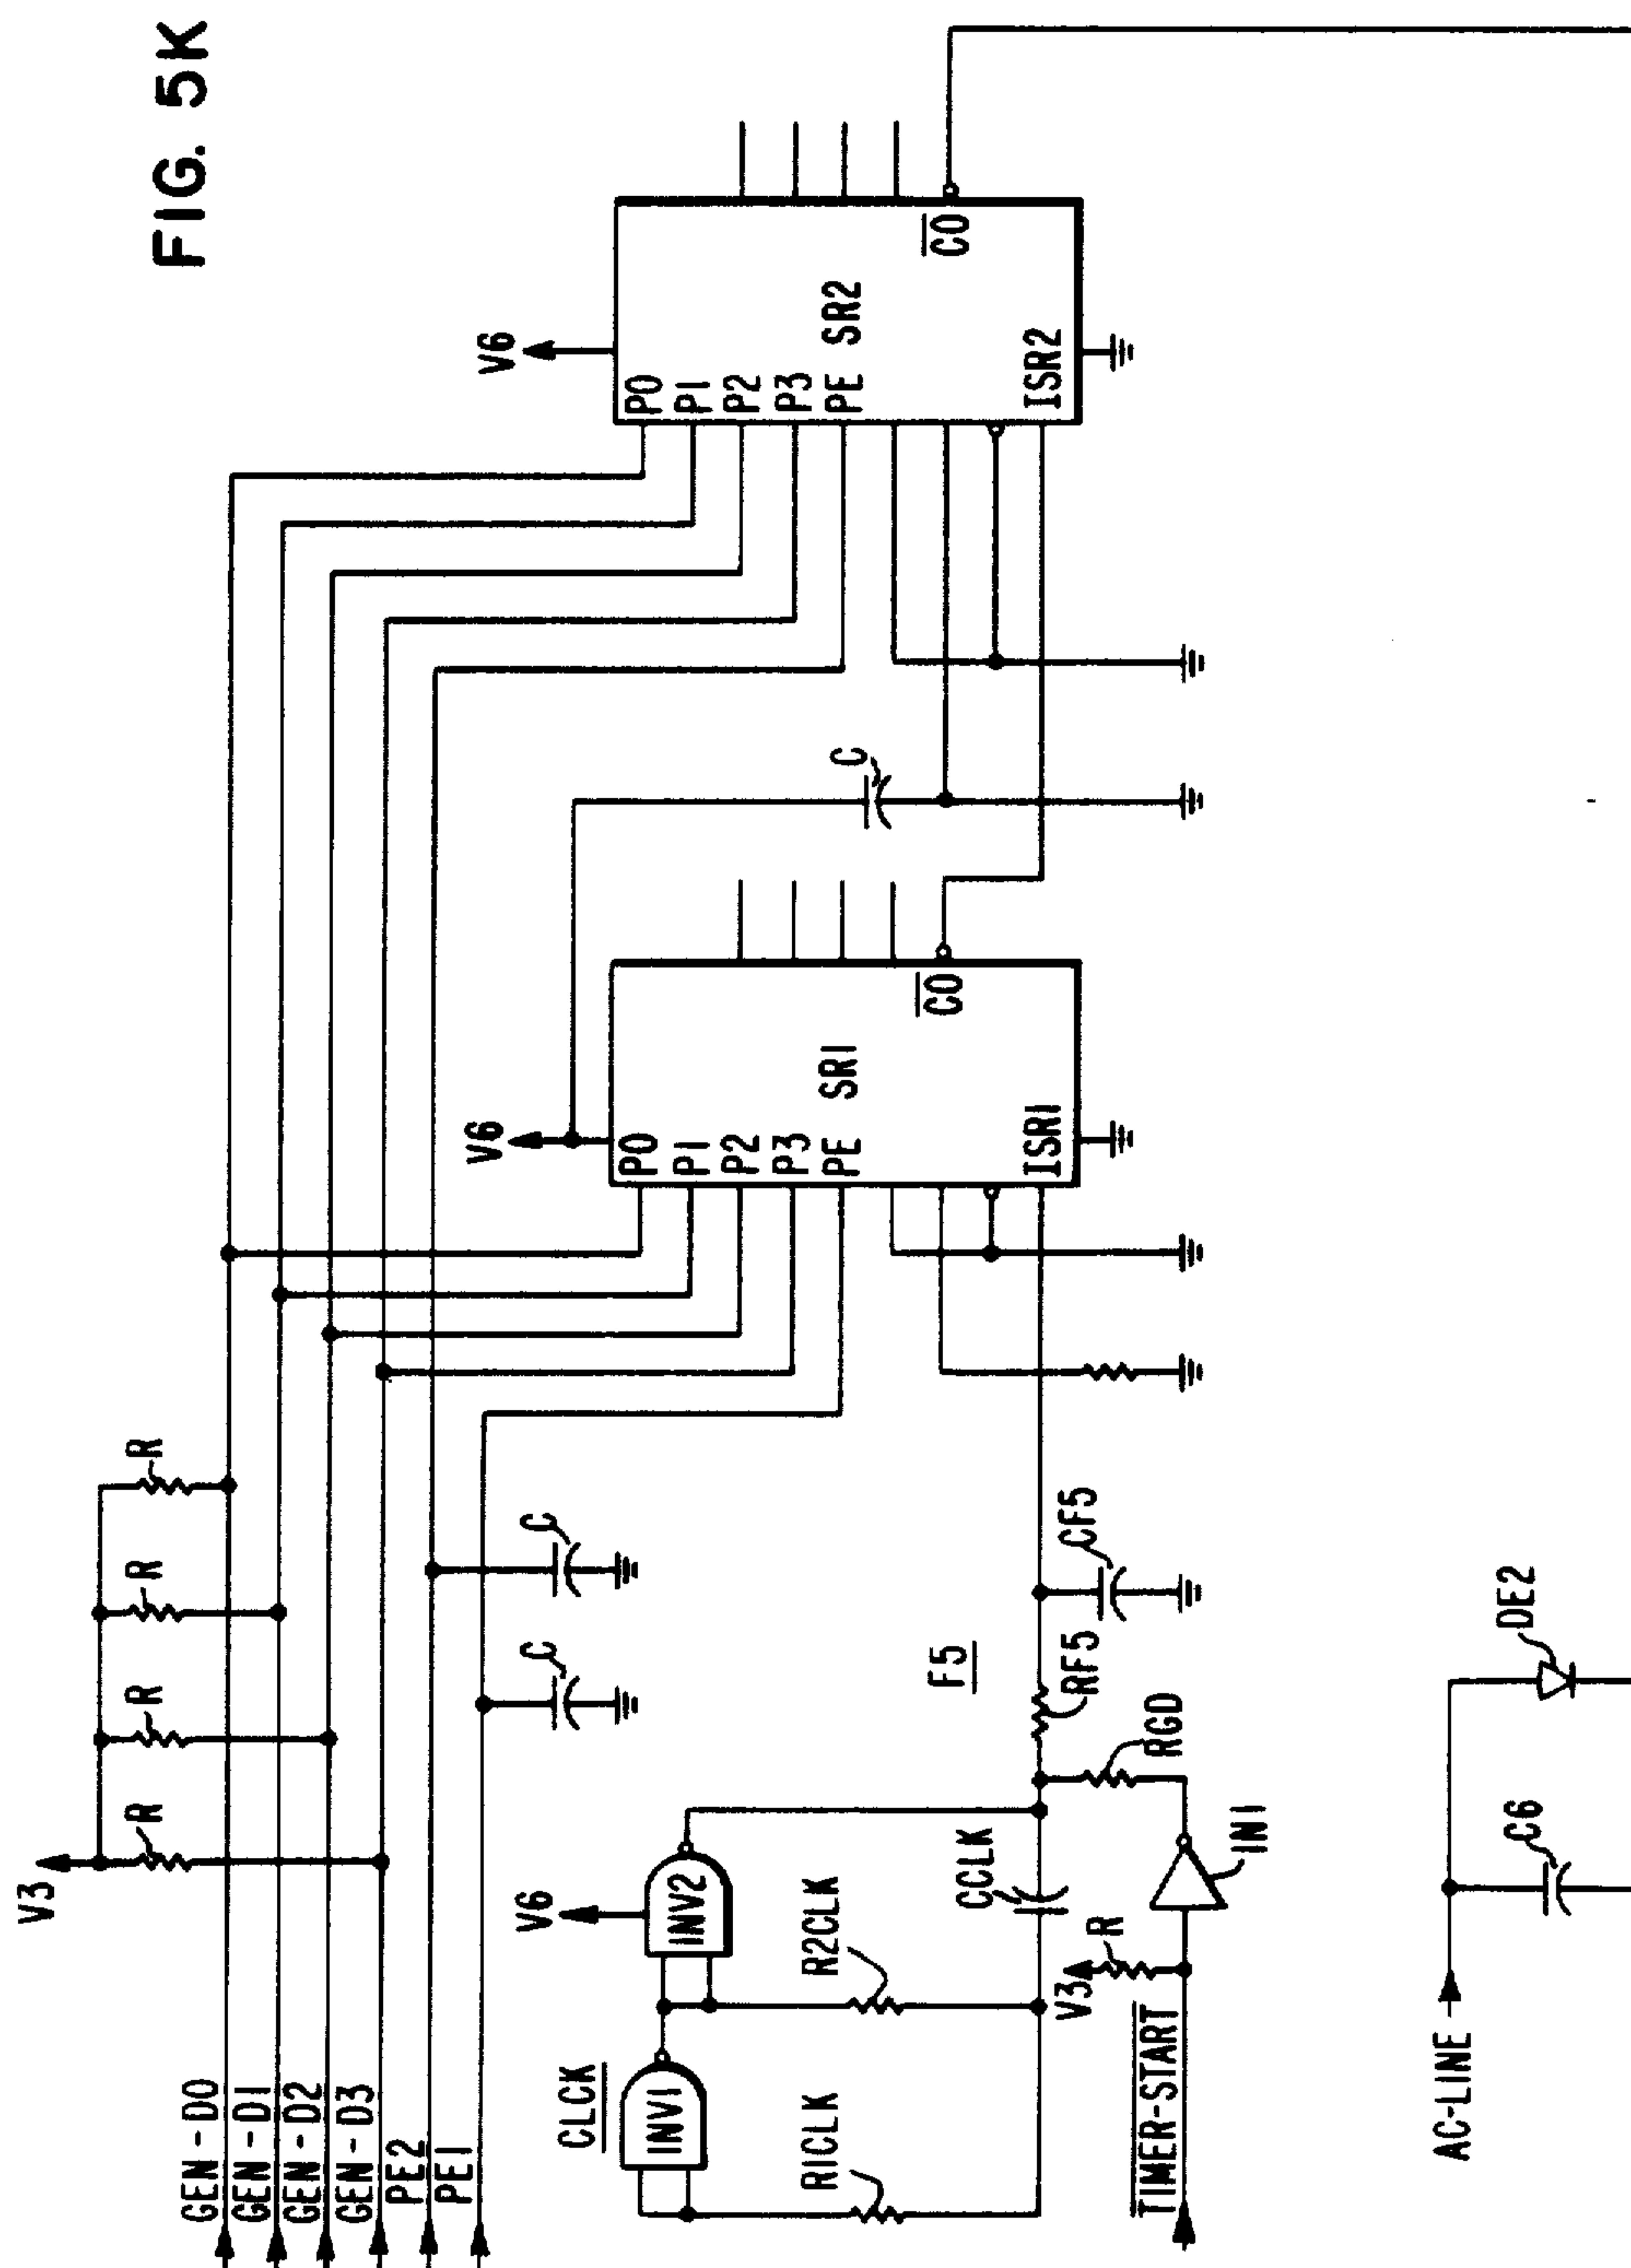 FIG. 5K
V3
R
R
R
R
GEN-D0
GEN-D1
GEN-D2
GEN-D3
PE2
PE1
C
C
V6
P0
P1
P2
P3
PE
SR1
ISR1
CO
C
V6
P0
P1
P2
P3
PE
SR2
ISR2
CO
CLCK
INV1
INV2
V6
R1CLK
R2CLK
CCLK
F5
RF5
CF5
RGD
V3
R
TIMER-START
IN1
AC-LINE
C6
DE2